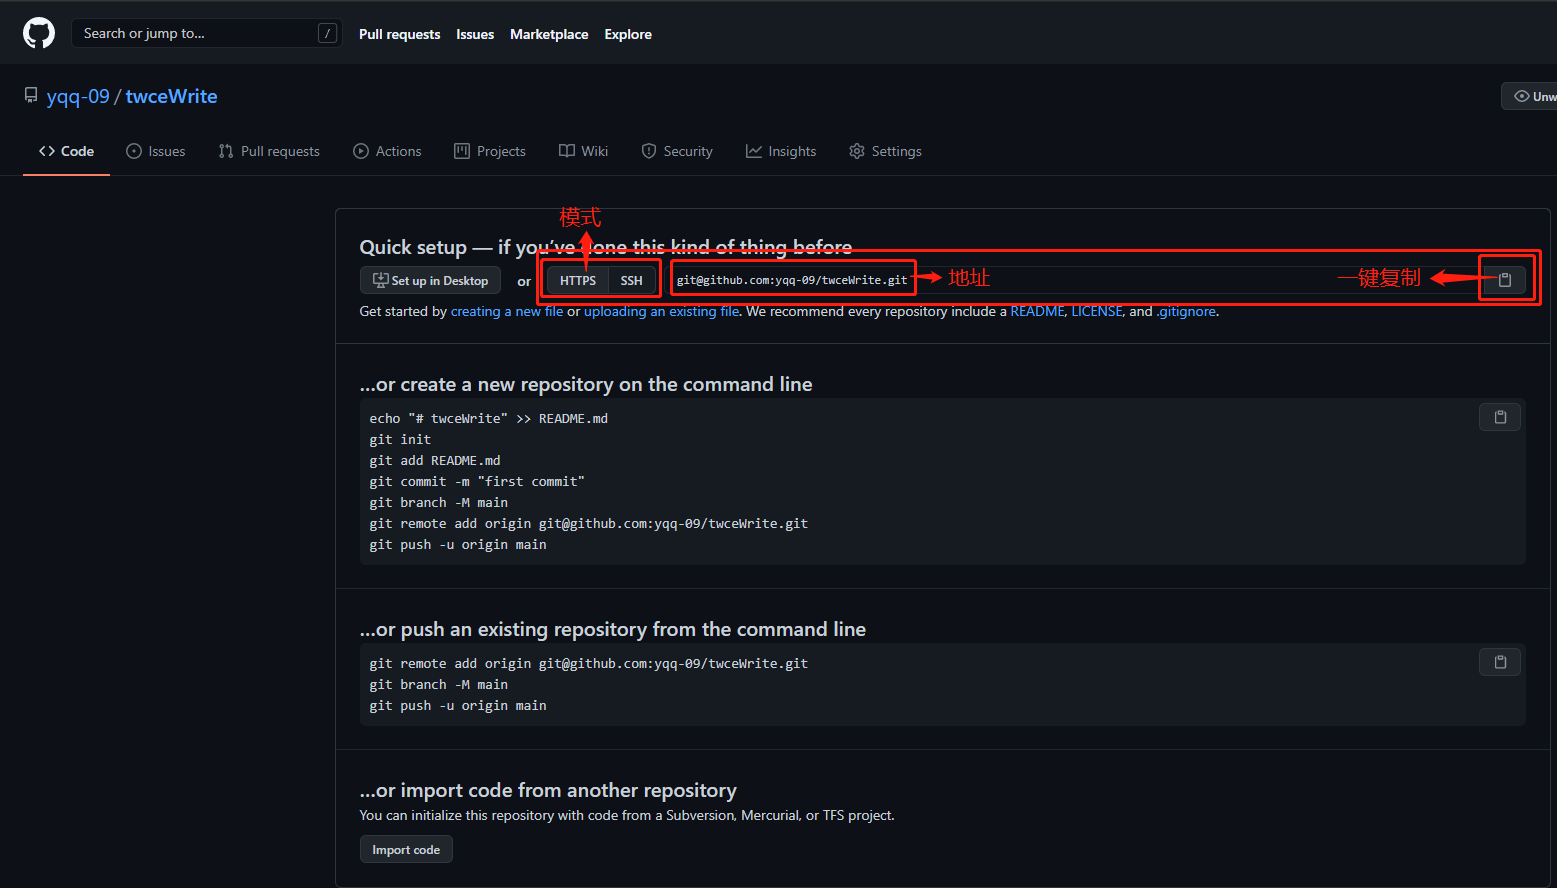 Search or jump to... / Pull requests Issues Marketplace Explore
yqq-09 / twceWrite Unw
Code Issues Pull requests Actions Projects Wiki Security Insights Settings
模式
Quick setup — if you've done this kind of thing before
Set up in Desktop or HTTPS SSH git@github.com:yqq-09/twceWrite.git 地址 一键复制
Get started by creating a new file or uploading an existing file. We recommend every repository include a README, LICENSE, and .gitignore.
...or create a new repository on the command line
echo "# twceWrite" >> README.md
git init
git add README.md
git commit -m "first commit"
git branch -M main
git remote add origin git@github.com:yqq-09/twceWrite.git
git push -u origin main
...or push an existing repository from the command line
git remote add origin git@github.com:yqq-09/twceWrite.git
git branch -M main
git push -u origin main
...or import code from another repository
You can initialize this repository with code from a Subversion, Mercurial, or TFS project.
Import code